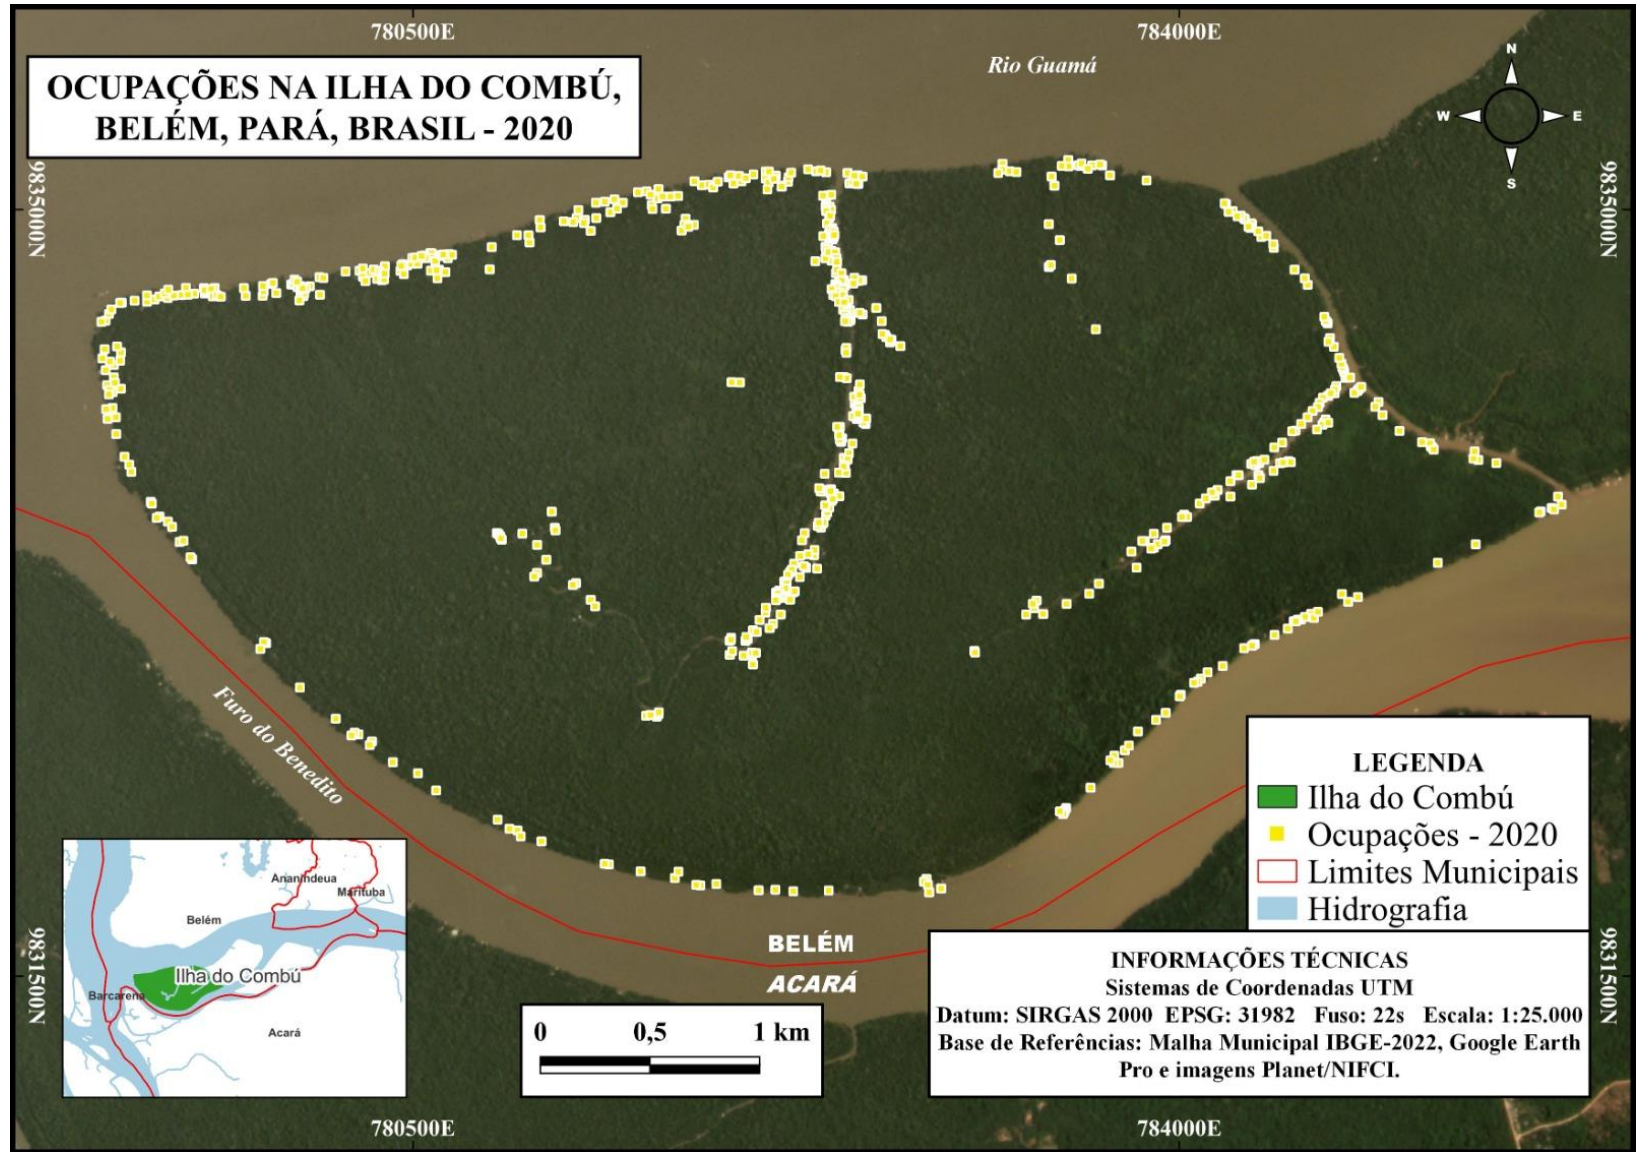 780500E
784000E
OCUPAÇÕES NA ILHA DO COMBÚ,
BELÉM, PARÁ, BRASIL - 2020
Rio Guamá
N
W
E
S
9835000N
9835000N
Furo do Benedito
LEGENDA
Ilha do Combú
Ocupações - 2020
Limites Municipais
Hidrografia
Ananindeua
Marituba
Belém
Ilha do Combú
Barcarena
Acará
BELÉM
ACARÁ
0 0,5 1 km
INFORMAÇÕES TÉCNICAS
Sistemas de Coordenadas UTM
Datum: SIRGAS 2000 EPSG: 31982 Fuso: 22s Escala: 1:25.000
Base de Referências: Malha Municipal IBGE-2022, Google Earth
Pro e imagens Planet/NIFCI.
9831500N
9831500N
780500E
784000E